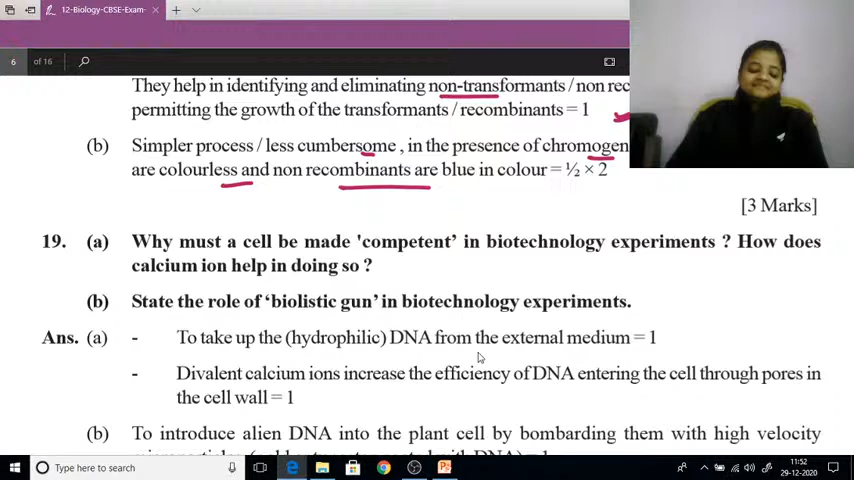 12-Biology-CBSE-Exam-
6 of 16
They help in identifying and eliminating non-transformants / non rec
permitting the growth of the transformants / recombinants = 1
(b) Simpler process / less cumbersome , in the presence of chromogen
are colourless and non recombinants are blue in colour = ½ × 2
[3 Marks]
19. (a) Why must a cell be made 'competent' in biotechnology experiments ? How does
calcium ion help in doing so ?
(b) State the role of 'biolistic gun' in biotechnology experiments.
Ans. (a) - To take up the (hydrophilic) DNA from the external medium = 1
- Divalent calcium ions increase the efficiency of DNA entering the cell through pores in
the cell wall = 1
(b) To introduce alien DNA into the plant cell by bombarding them with high velocity
Type here to search
11:52
29-12-2020